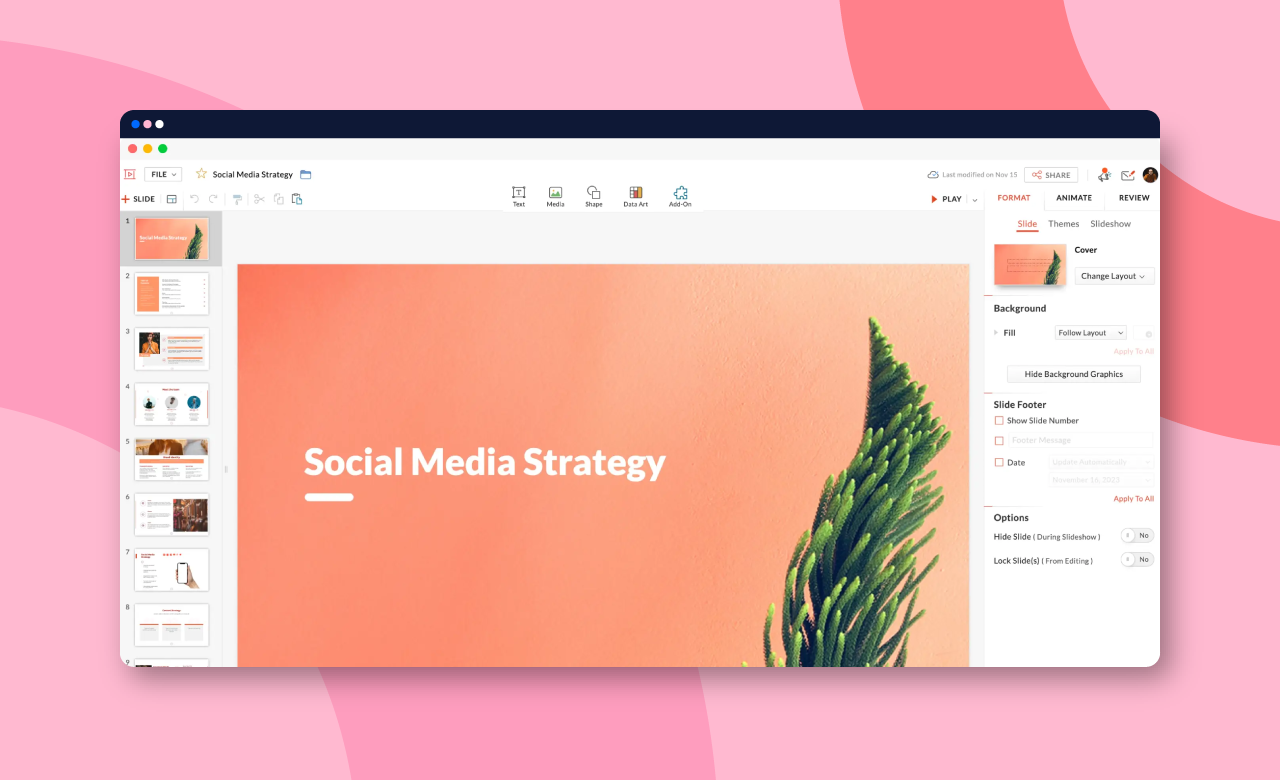 FILE
Social Media Strategy
Last modified on Nov 15
SHARE
SLIDE
Text
Media
Shape
Data Art
Add-On
PLAY
FORMAT
ANIMATE
REVIEW
1
Social Media Strategy
2
3
4
5
6
7
8
9
Social Media Strategy
Slide
Themes
Slideshow
Cover
Change Layout
Background
Fill
Follow Layout
Apply To All
Hide Background Graphics
Slide Footer
Show Slide Number
Footer Message
Date
Update Automatically
November 16, 2023
Apply To All
Options
Hide Slide ( During Slideshow )
No
Lock Slide(s) ( From Editing )
No